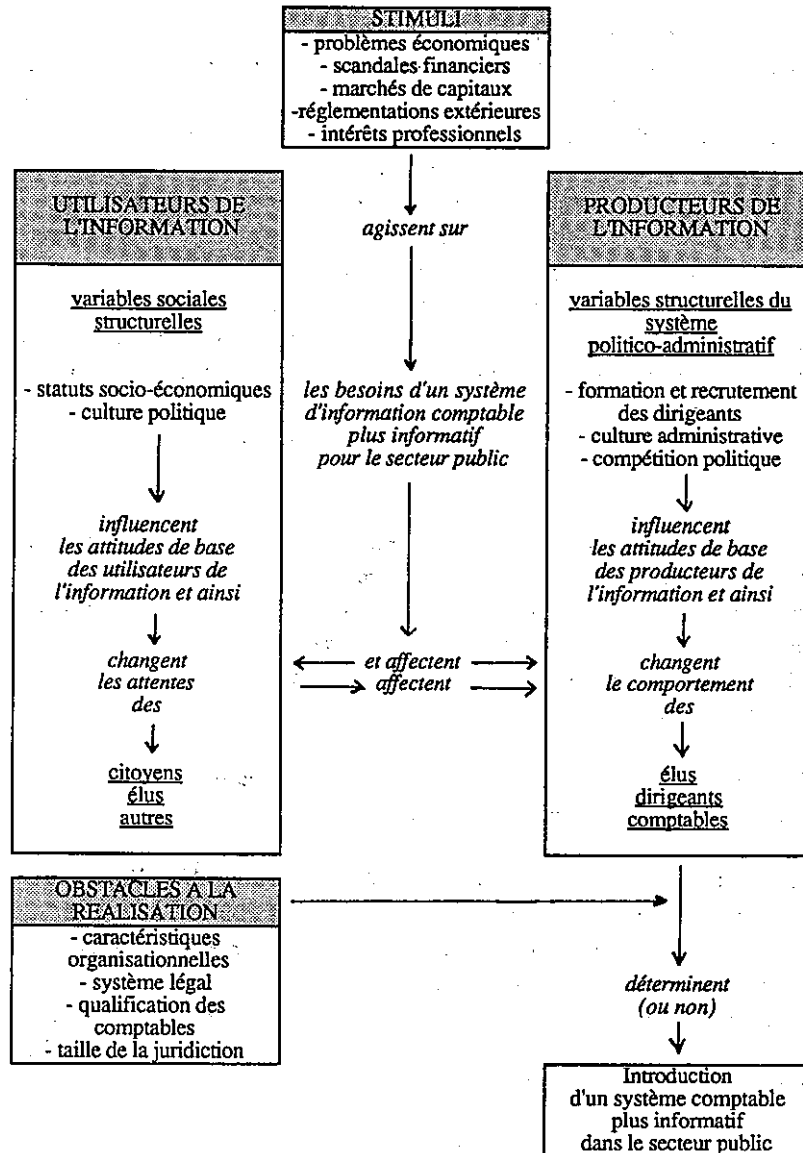 STIMULI
- problèmes économiques
- scandales financiers
- marchés de capitaux
-réglementations extérieures
- intérêts professionnels
UTILISATEURS DE
L'INFORMATION
variables sociales
structurelles
- statuts socio-économiques
- culture politique
influencent
les attitudes de base
des utilisateurs de
l'information et ainsi
changent
les attentes
des
citoyens
élus
autres
agissent sur
les besoins d'un système
d'information comptable
plus informatif
pour le secteur public
et affectent
affectent
PRODUCTEURS DE
L'INFORMATION
variables structurelles du
système
politico-administratif
- formation et recrutement
des dirigeants
- culture administrative
- compétition politique
influencent
les attitudes de base
des producteurs de
l'information et ainsi
changent
le comportement
des
élus
dirigeants
comptables
OBSTACLES A LA
REALISATION
- caractéristiques
organisationnelles
- système légal
- qualification des
comptables
- taille de la juridiction
déterminent
(ou non)
Introduction
d'un système comptable
plus informatif
dans le secteur public